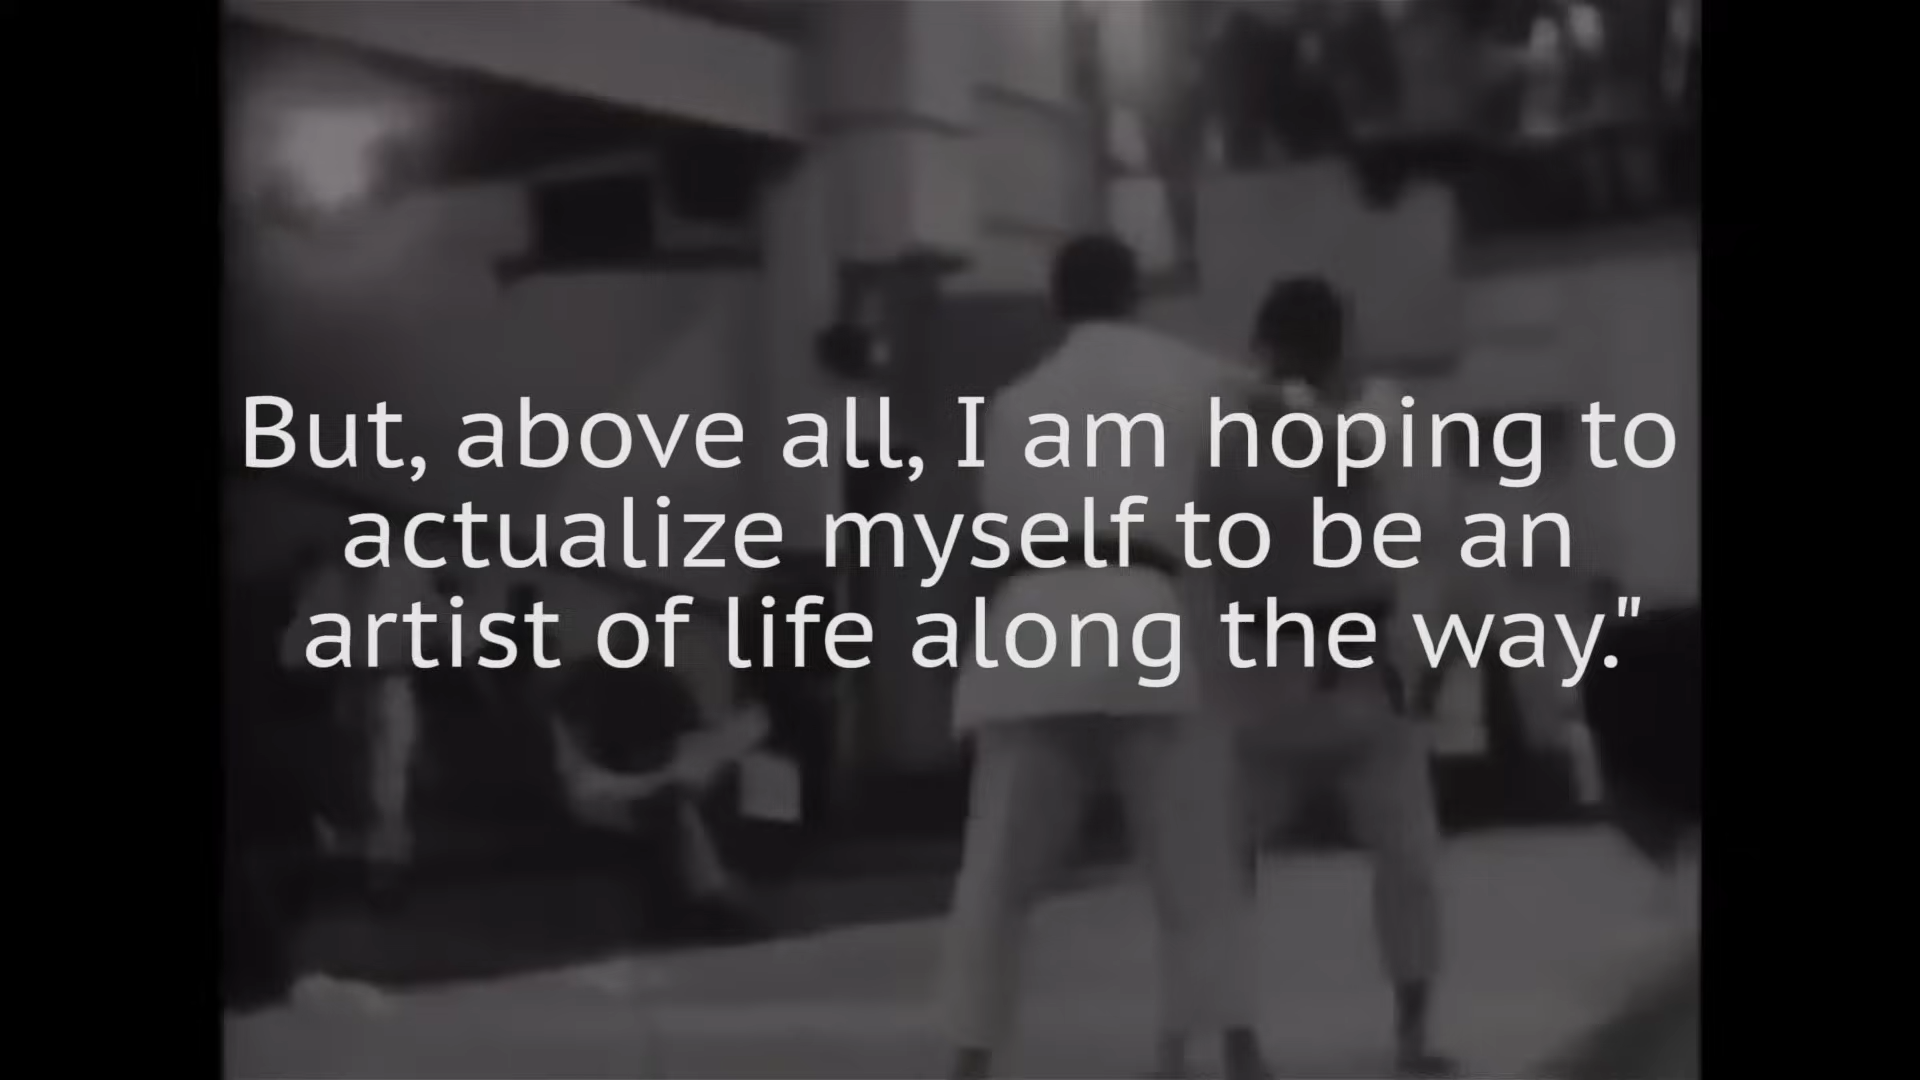 But, above all, I am hoping to
actualize myself to be an
artist of life along the way."